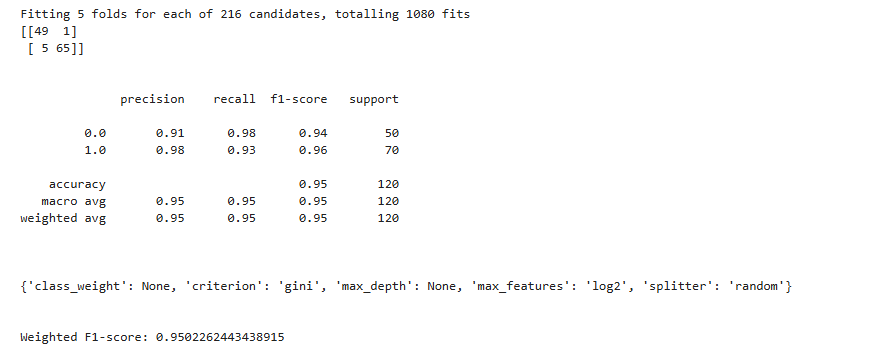 Fitting 5 folds for each of 216 candidates, totalling 1080 fits
[[49  1]
 [ 5 65]]
              precision    recall  f1-score   support
         0.0       0.91      0.98      0.94        50
         1.0       0.98      0.93      0.96        70
    accuracy                           0.95       120
   macro avg       0.95      0.95      0.95       120
weighted avg       0.95      0.95      0.95       120
{'class_weight': None, 'criterion': 'gini', 'max_depth': None, 'max_features': 'log2', 'splitter': 'random'}
Weighted F1-score: 0.9502262443438915